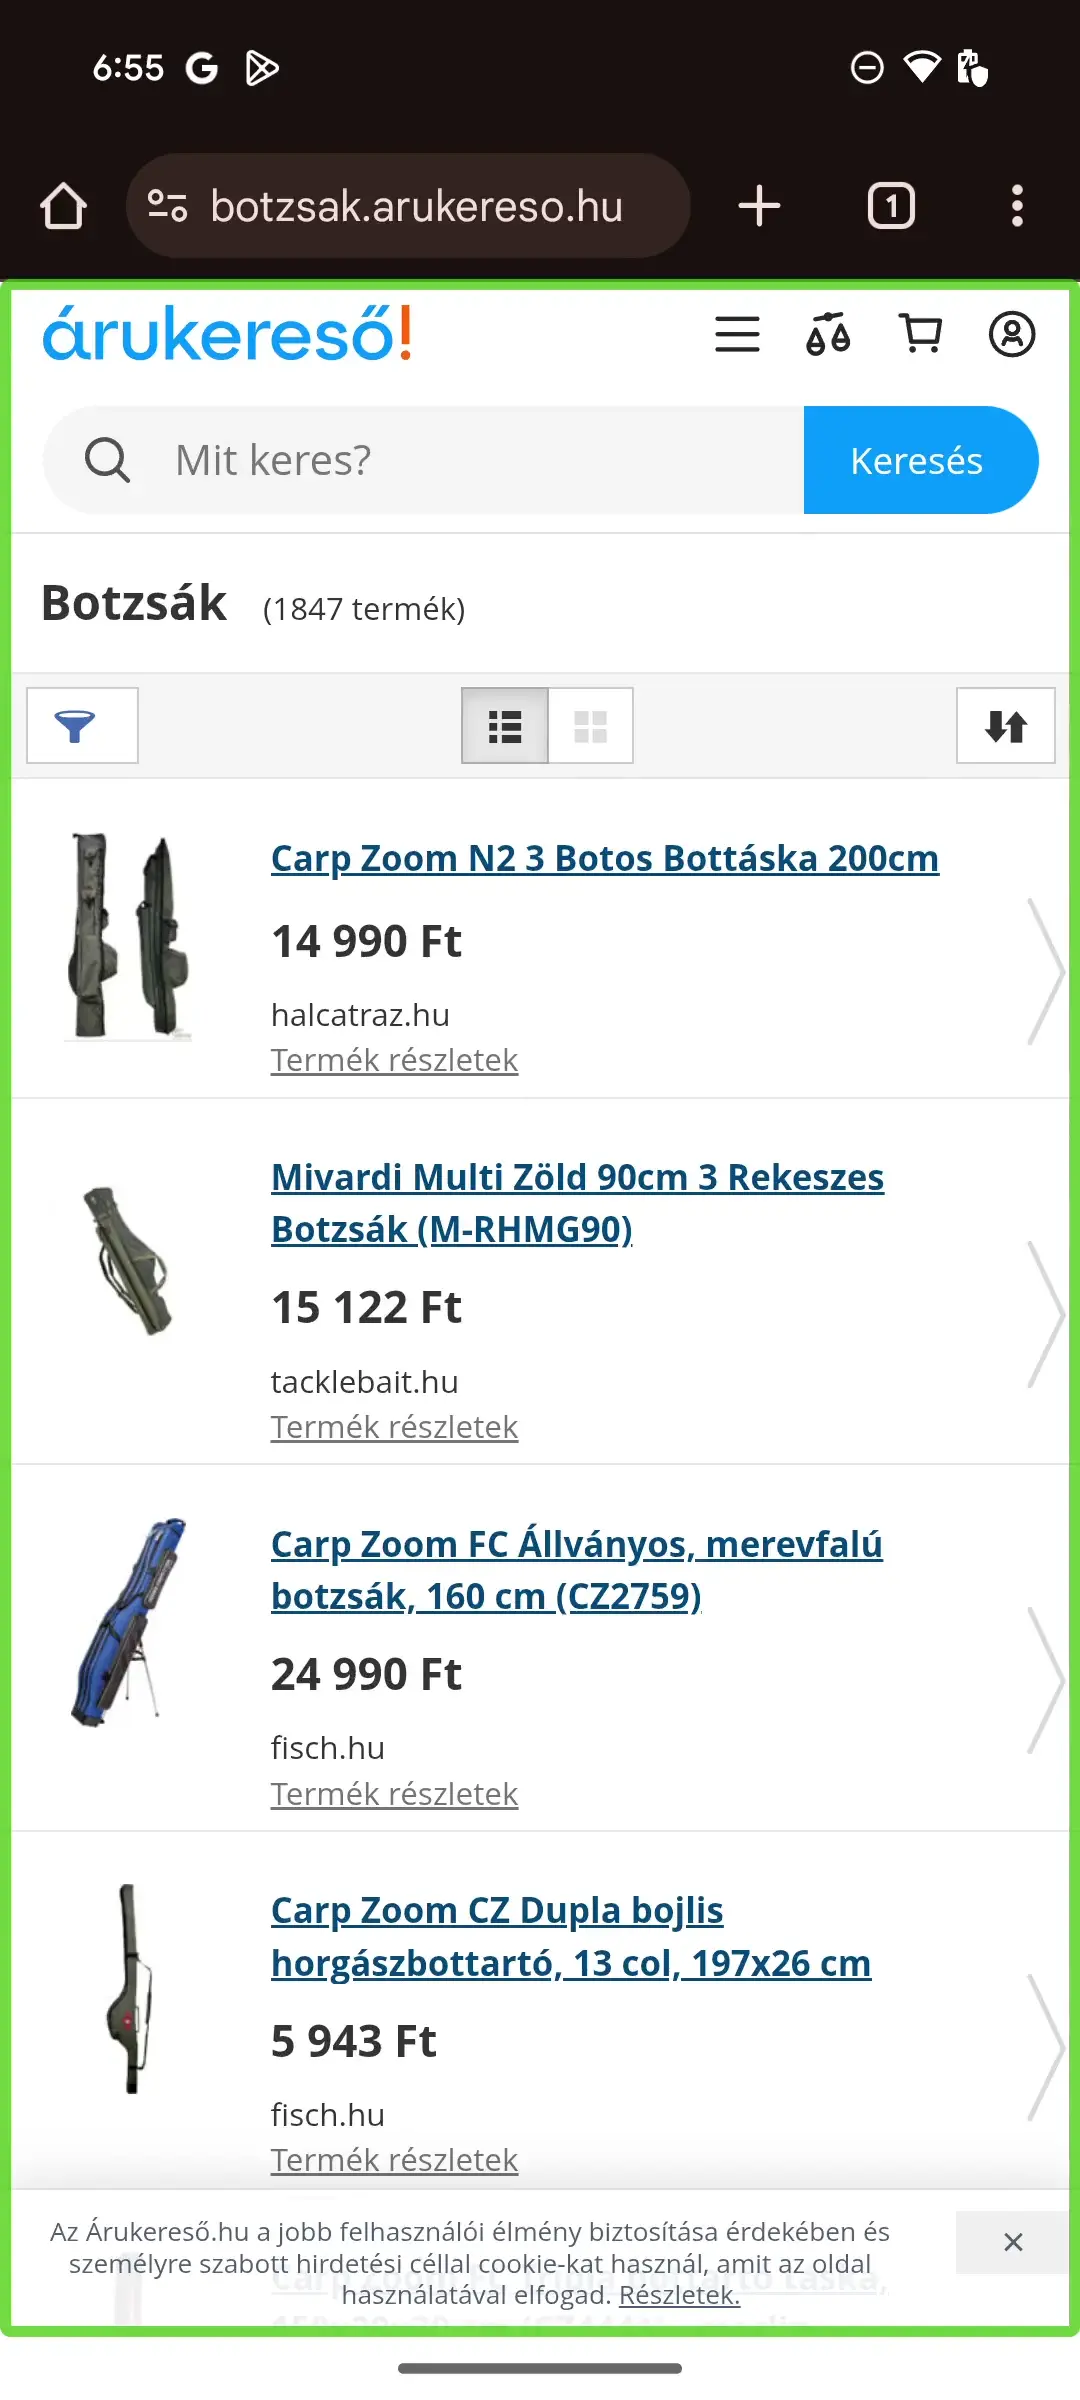 6:55
botzsak.arukereso.hu
1
árukereső!
Mit keres?
Keresés
Botzsák (1847 termék)
Carp Zoom N2 3 Botos Bottáska 200cm
14 990 Ft
halcatraz.hu
Termék részletek
Mivardi Multi Zöld 90cm 3 Rekeszes
Botzsák (M-RHMG90)
15 122 Ft
tacklebait.hu
Termék részletek
Carp Zoom FC Állványos, merevfalú
botzsák, 160 cm (CZ2759)
24 990 Ft
fisch.hu
Termék részletek
Carp Zoom CZ Dupla bojlis
horgászbottartó, 13 col, 197x26 cm
5 943 Ft
fisch.hu
Termék részletek
Az Árukereső.hu a jobb felhasználói élmény biztosítása érdekében és
személyre szabott hirdetési céllal cookie-kat használ, amit az oldal
használatával elfogad. Részletek.